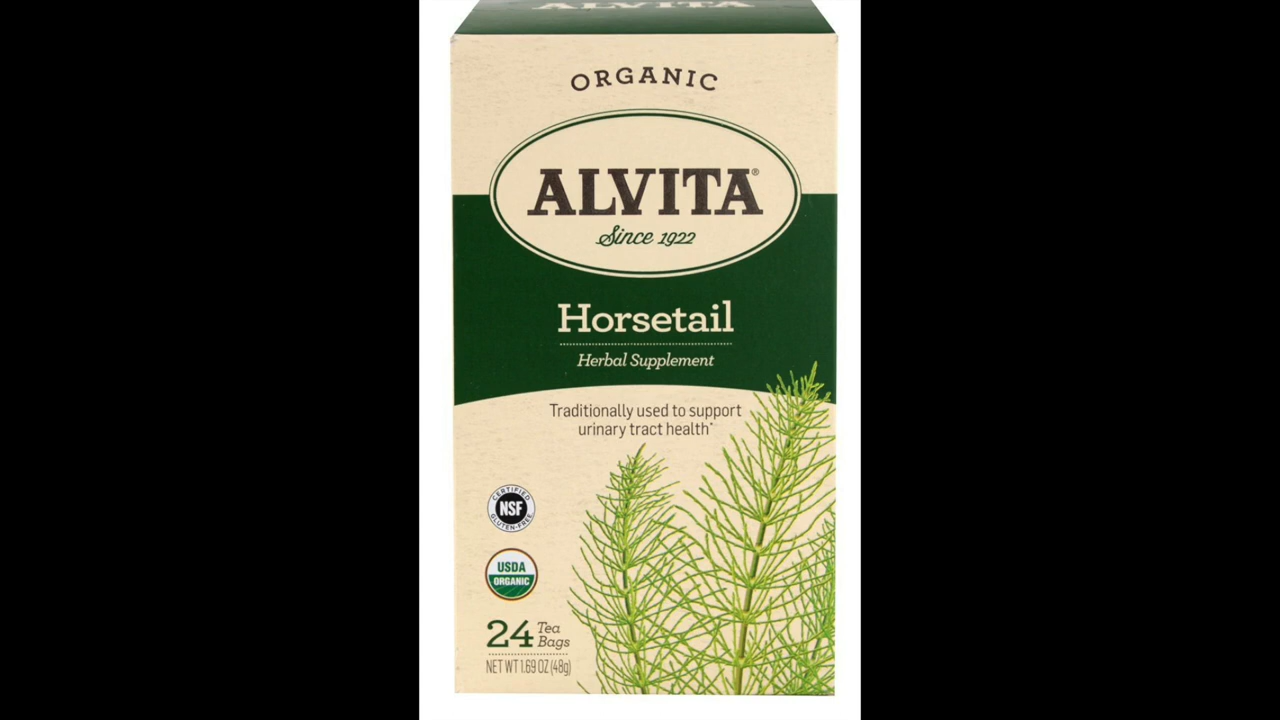 ALVITA
ORGANIC
ALVITA®
Since 1922
Horsetail
Herbal Supplement
Traditionally used to support
urinary tract health*
CERTIFIED
NSF
GLUTEN-FREE
USDA
ORGANIC
24 Tea Bags
NET WT 1.69 OZ (48g)